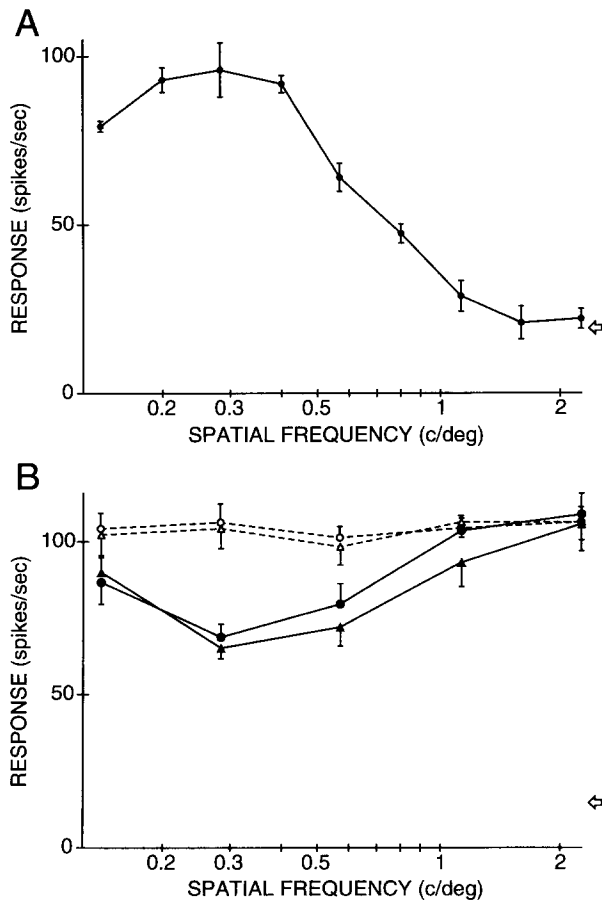 A
100
50
0
RESPONSE (spikes/sec)
0.2 0.3 0.5 1 2
SPATIAL FREQUENCY (c/deg)
B
100
50
0
RESPONSE (spikes/sec)
0.2 0.3 0.5 1 2
SPATIAL FREQUENCY (c/deg)